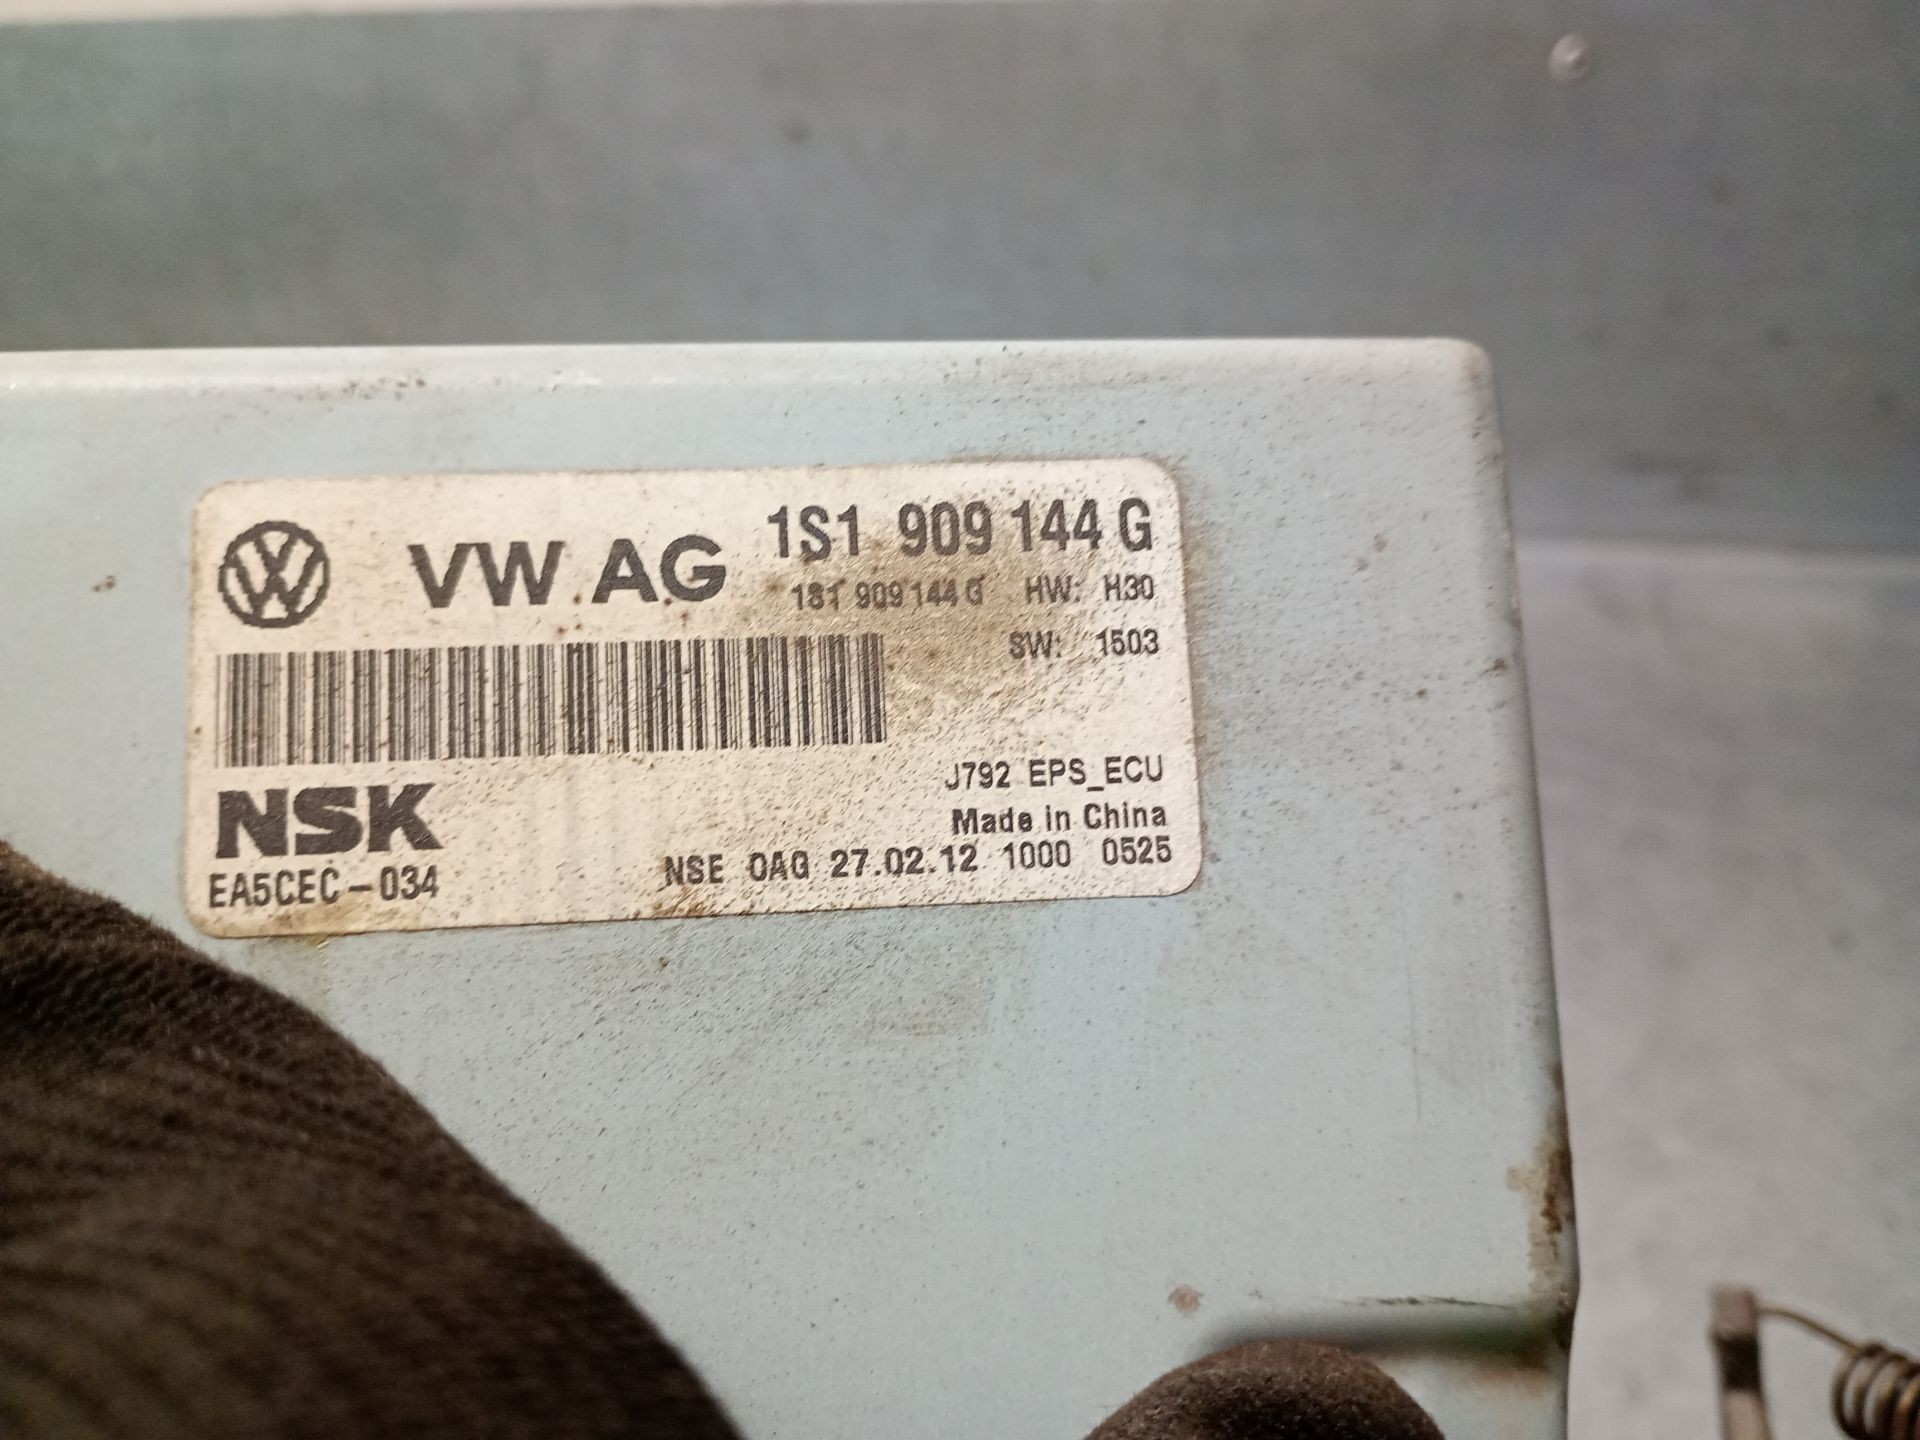 VW AG 1S1 909 144 G
1S1 909 144 G HW: H30
SW: 1503
NSK
J792 EPS_ECU
Made in China
EA5CEC-034
NSE OAG 27.02.12 1000 0525